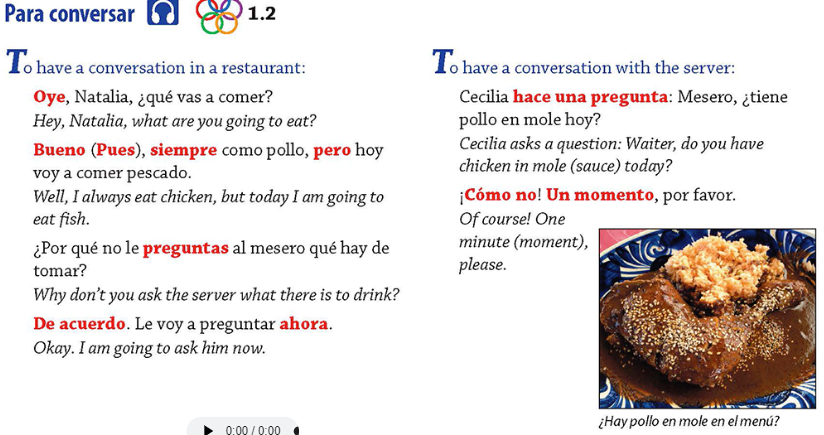 Para conversar 1.2
To have a conversation in a restaurant:
Oye, Natalia, ¿qué vas a comer?
Hey, Natalia, what are you going to eat?
Bueno (Pues), siempre como pollo, pero hoy
voy a comer pescado.
Well, I always eat chicken, but today I am going to
eat fish.
¿Por qué no le preguntas al mesero qué hay de
tomar?
Why don't you ask the server what there is to drink?
De acuerdo. Le voy a preguntar ahora.
Okay. I am going to ask him now.
To have a conversation with the server:
Cecilia hace una pregunta: Mesero, ¿tiene
pollo en mole hoy?
Cecilia asks a question: Waiter, do you have
chicken in mole (sauce) today?
¡Cómo no! Un momento, por favor.
Of course! One
minute (moment),
please.
¿Hay pollo en mole en el menú?
0:00 / 0:00